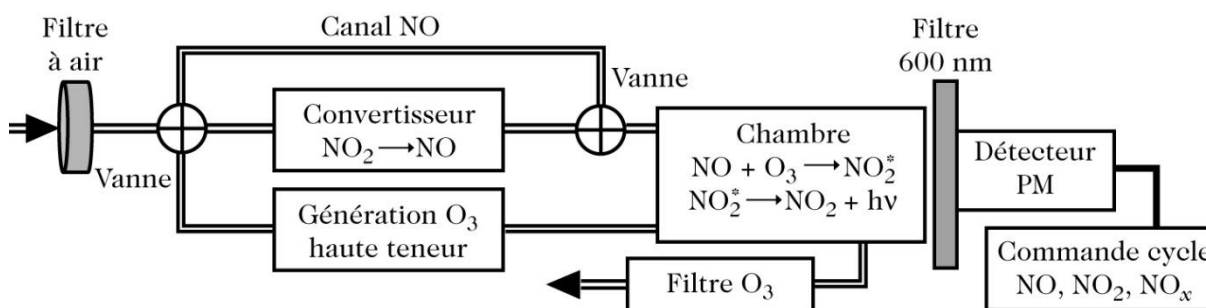 Filtre
à air
Canal NO
Vanne
Filtre
600 nm
Convertisseur
NO₂⟶NO
Vanne
Chambre
NO + O₃⟶NO₂*
NO₂*⟶NO₂ + hν
Détecteur
PM
Génération O₃
haute teneur
Filtre O₃
Commande cycle
NO, NO₂, NOₓ